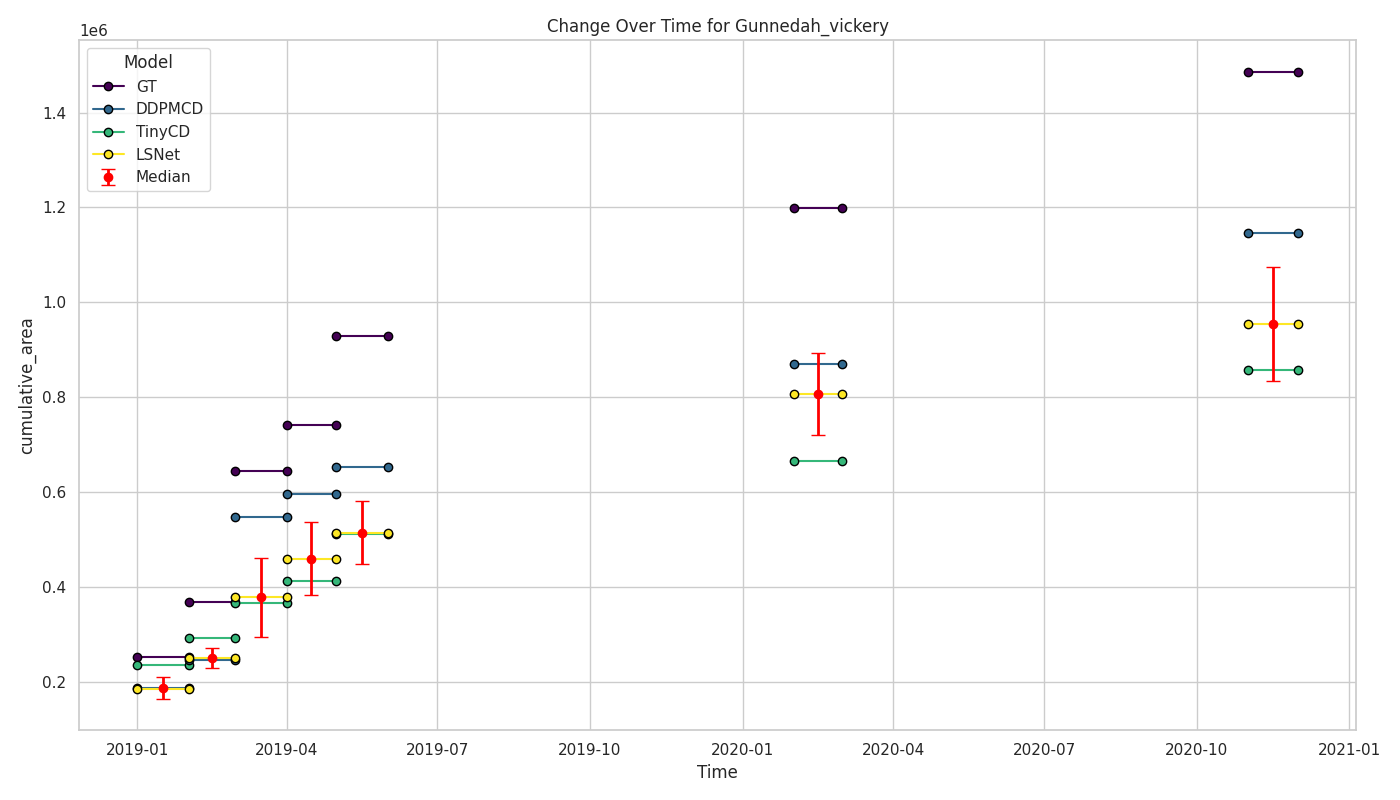 Change Over Time for Gunnedah_vickery
1e6
Model
GT
DDPMCD
TinyCD
LSNet
Median
cumulative_area
1.4
1.2
1.0
0.8
0.6
0.4
0.2
2019-01
2019-04
2019-07
2019-10
2020-01
2020-04
2020-07
2020-10
2021-01
Time